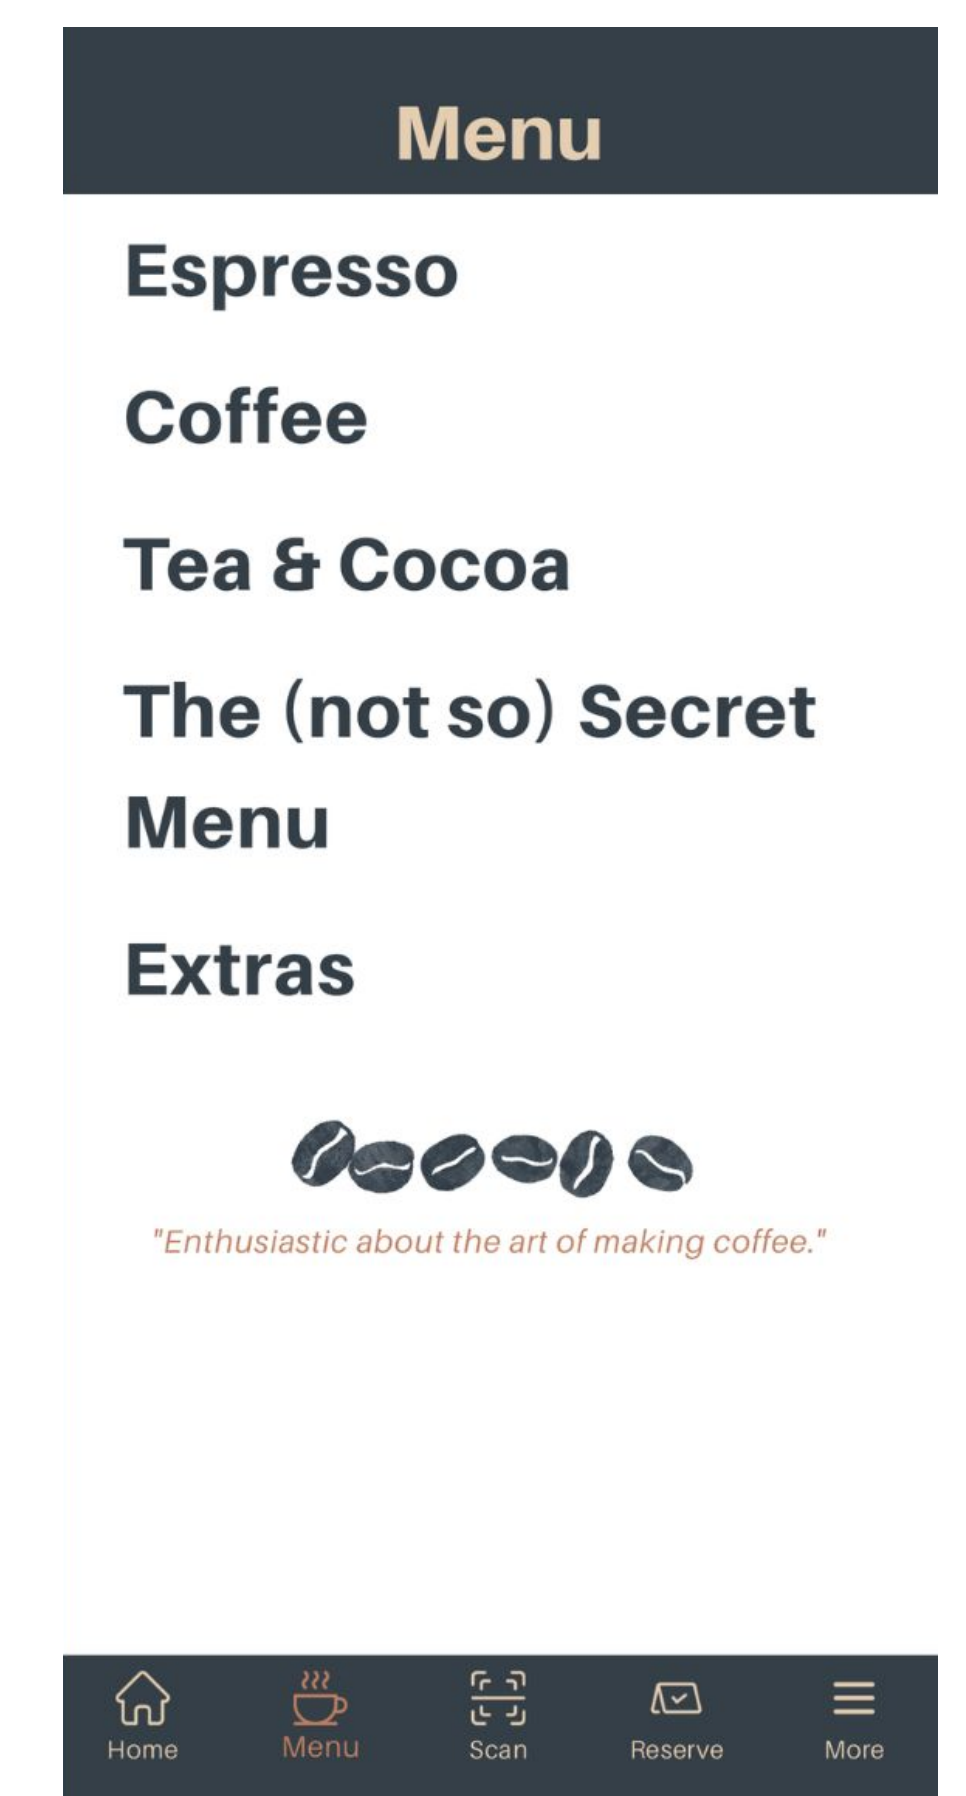 Menu
Espresso
Coffee
Tea & Cocoa
The (not so) Secret
Menu
Extras
"Enthusiastic about the art of making coffee."
Home
Menu
Scan
Reserve
More